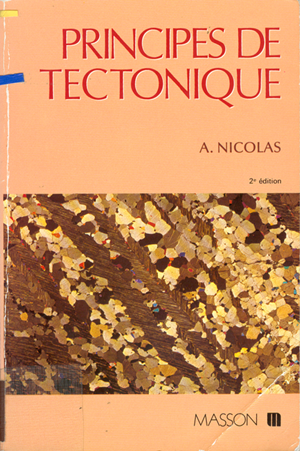 PRINCIPES DE
TECTONIQUE
A. NICOLAS
2e édition
MASSON